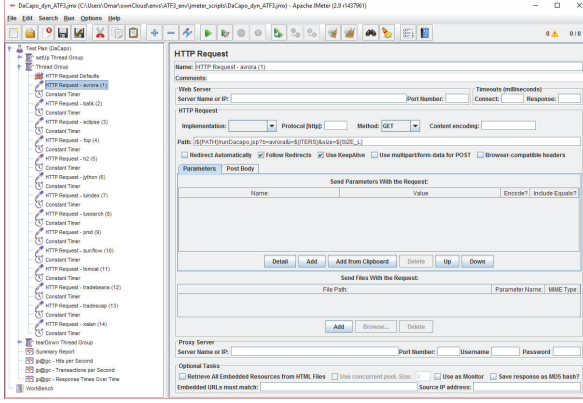 DaCapo_dyn_ATF3.jmx (C:\Users\Omar\ownCloud\envs\ATF3_env\jmeter_scripts\DaCapo_dyn_ATF3.jmx) - Apache JMeter (2.9 r1437961)
File Edit Search Run Options Help
0 0/0
Test Plan (DaCapo)
setUp Thread Group
Thread Group
HTTP Request Defaults
HTTP Request - avrora (1)
Constant Timer
HTTP Request - batik (2)
Constant Timer
HTTP Request - eclipse (3)
Constant Timer
HTTP Request - fop (4)
Constant Timer
HTTP Request - h2 (5)
Constant Timer
HTTP Request - jython (6)
Constant Timer
HTTP Request - luindex (7)
Constant Timer
HTTP Request - lusearch (8)
Constant Timer
HTTP Request - pmd (9)
Constant Timer
HTTP Request - sunflow (10)
Constant Timer
HTTP Request - tomcat (11)
Constant Timer
HTTP Request - tradebeans (12)
Constant Timer
HTTP Request - tradesoap (13)
Constant Timer
HTTP Request - xalan (14)
Constant Timer
tearDown Thread Group
Summary Report
jp@gc - Hits per Second
jp@gc - Transactions per Second
jp@gc - Response Times Over Time
WorkBench
HTTP Request
Name: HTTP Request - avrora (1)
Comments:
Web Server
Server Name or IP: Port Number:
Timeouts (milliseconds)
Connect: Response:
HTTP Request
Implementation: Protocol [http]: Method: GET Content encoding:
Path: /${PATH}/runDacapo.jsp?b=avrora&i=${ITERS}&size=${SIZE_L}
Redirect Automatically Follow Redirects Use KeepAlive Use multipart/form-data for POST Browser-compatible headers
Parameters Post Body
Send Parameters With the Request:
Name: Value Encode? Include Equals?
Detail Add Add from Clipboard Delete Up Down
Send Files With the Request:
File Path: Parameter Name: MIME Type:
Add Browse... Delete
Proxy Server
Server Name or IP: Port Number: Username Password
Optional Tasks
Retrieve All Embedded Resources from HTML Files Use concurrent pool. Size: Use as Monitor Save response as MD5 hash?
Embedded URLs must match: Source IP address: